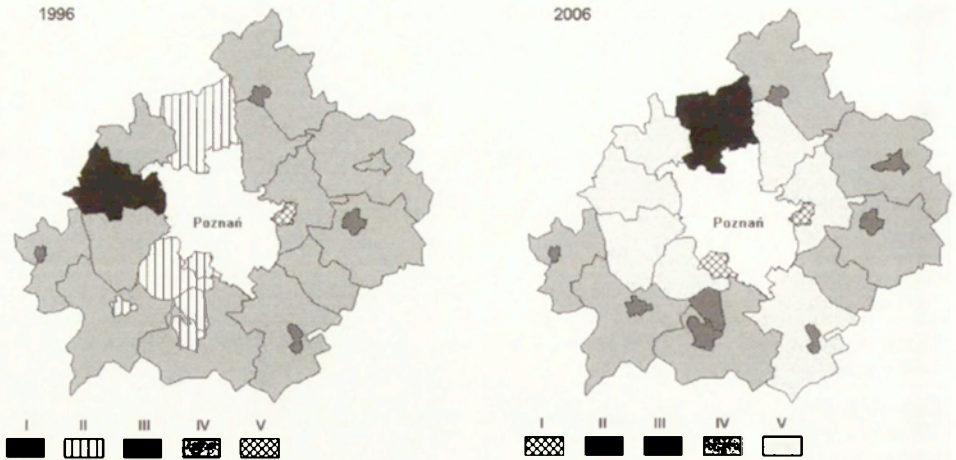 1996
2006
Poznań
Poznań
I II III IV V
I II III IV V